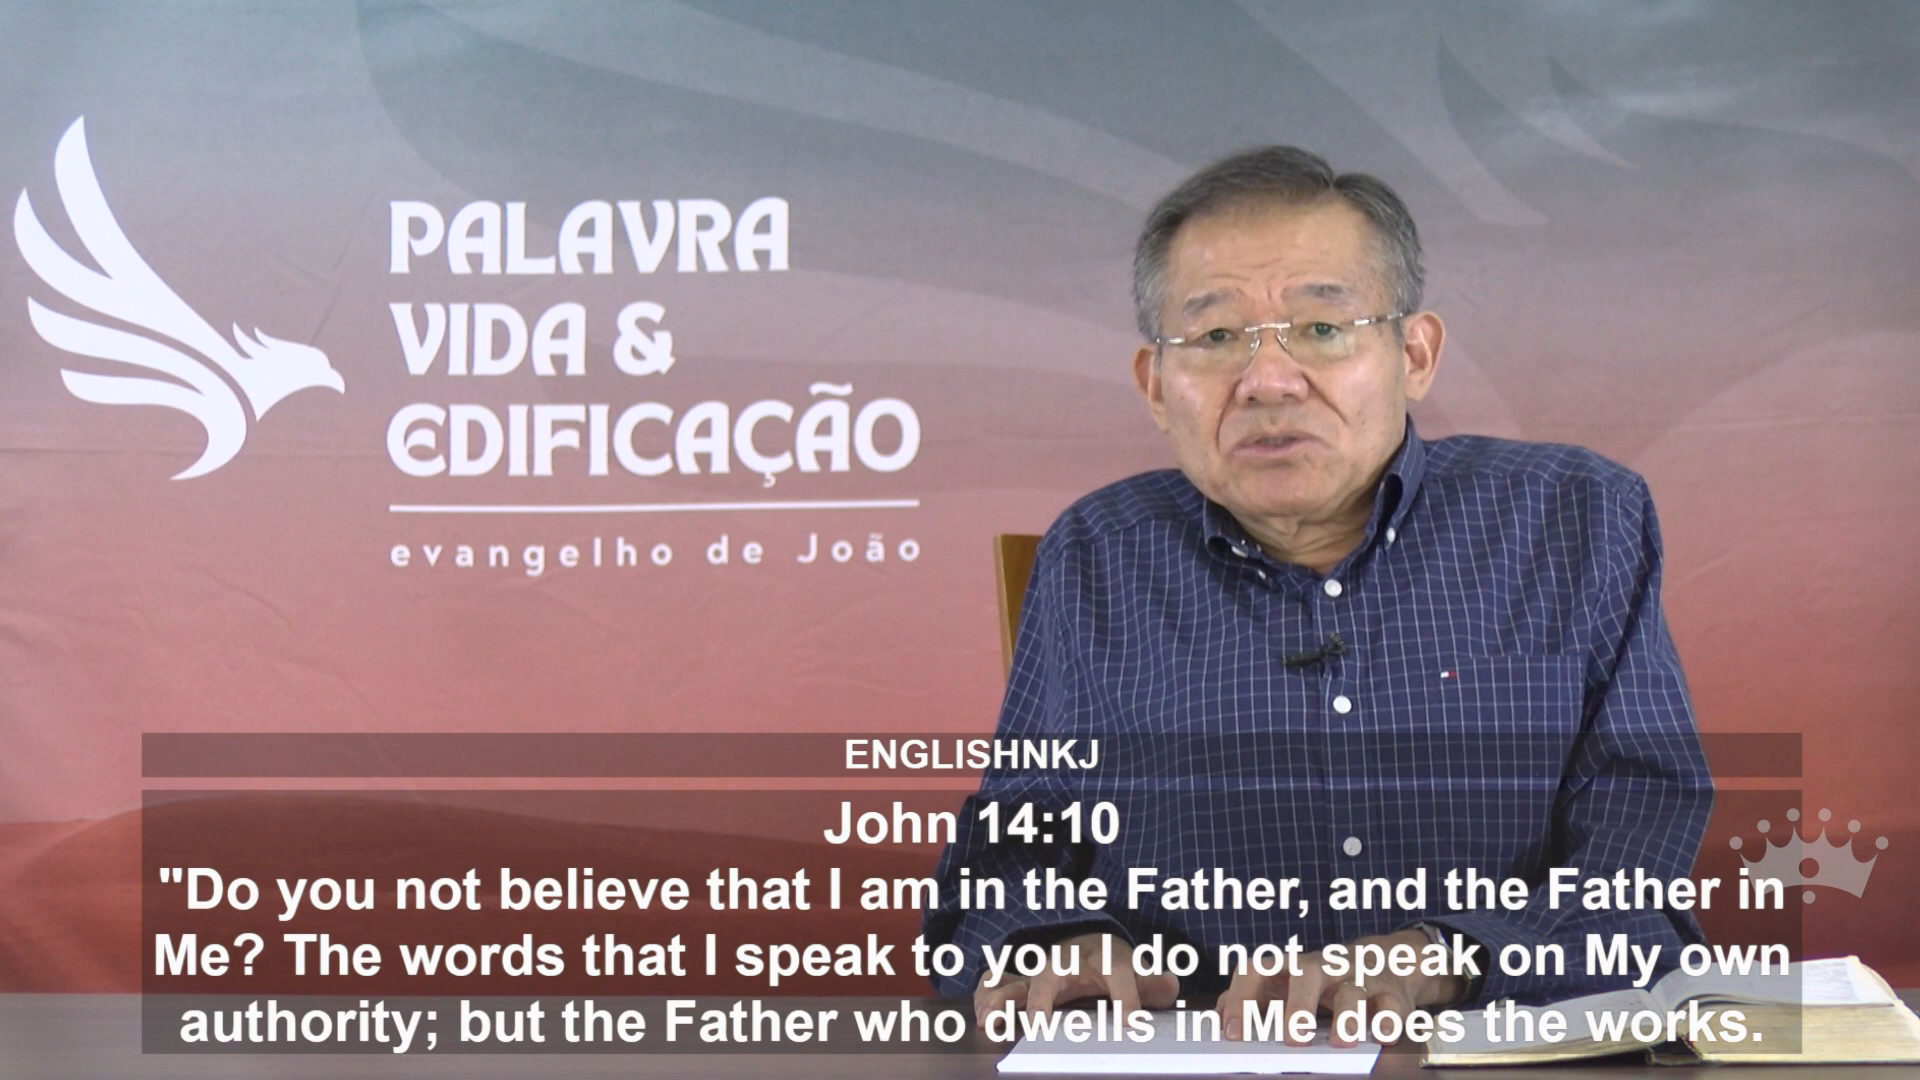 PALAVRA
VIDA &
EDIFICAÇÃO
evangelho de João
ENGLISHNKJ
John 14:10
"Do you not believe that I am in the Father, and the Father in
Me? The words that I speak to you I do not speak on My own
authority; but the Father who dwells in Me does the works.